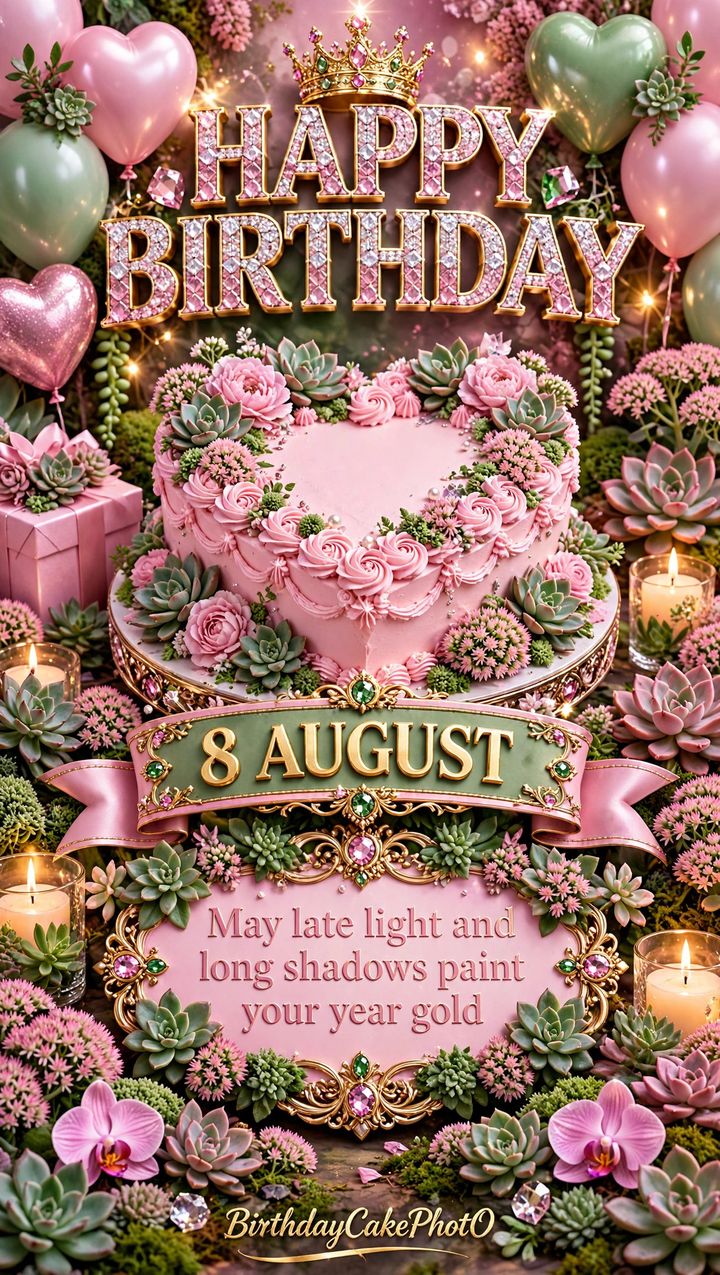 HAPPY
BIRTHDAY
8 AUGUST
May late light and
long shadows paint
your year gold
BirthdayCakePhotO